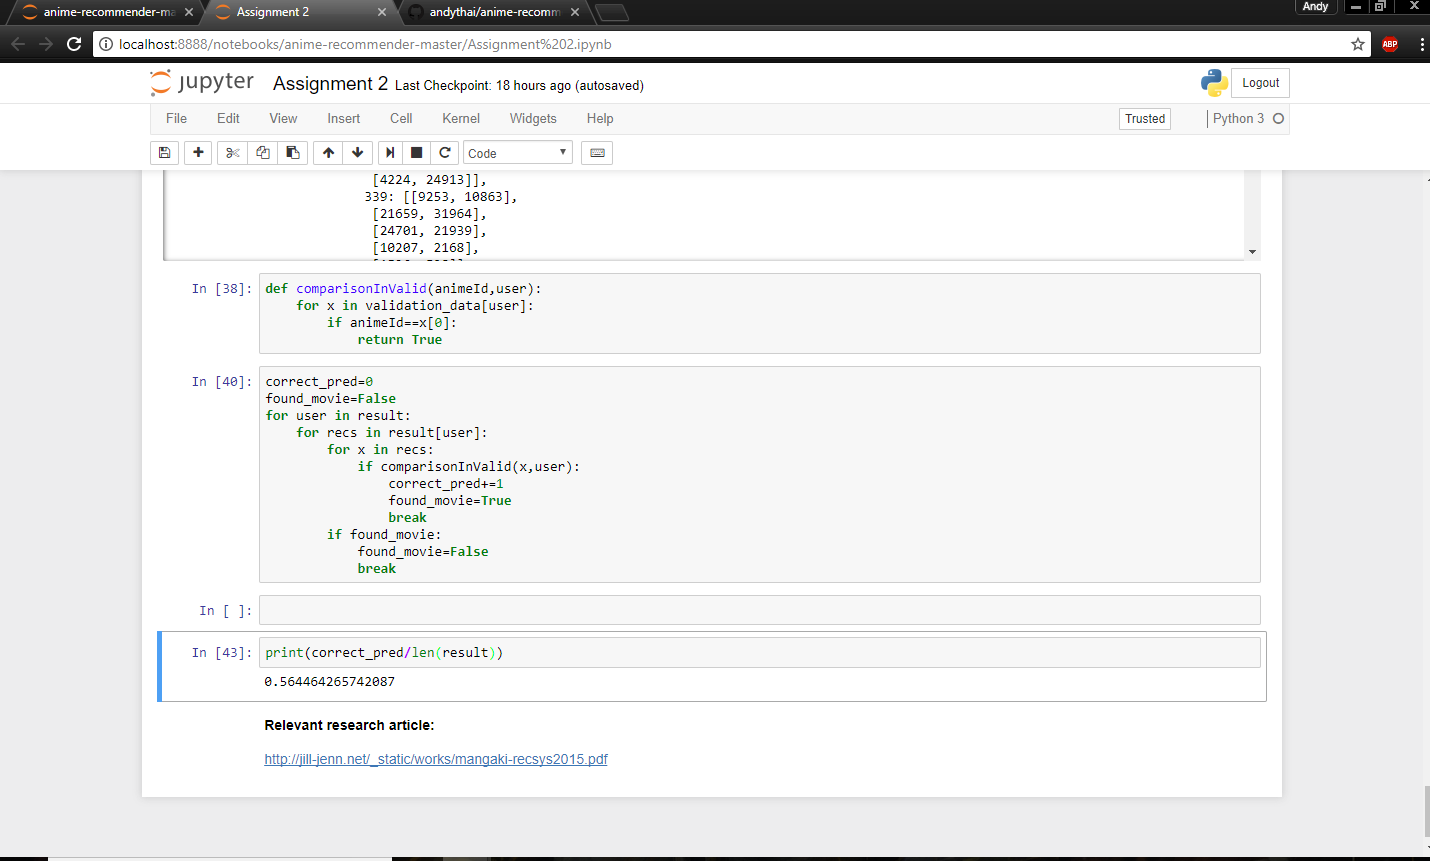 anime-recommender-ma
Assignment 2
andythai/anime-recomm
Andy
localhost:8888/notebooks/anime-recommender-master/Assignment%202.ipynb
ABP
jupyter Assignment 2 Last Checkpoint: 18 hours ago (autosaved)
Logout
File Edit View Insert Cell Kernel Widgets Help
Trusted
Python 3
Code
[4224, 24913]],
339: [[9253, 10863],
[21659, 31964],
[24701, 21939],
[10207, 2168],
In [38]:
def comparisonInValid(animeId,user):
    for x in validation_data[user]:
        if animeId==x[0]:
            return True
In [40]:
correct_pred=0
found_movie=False
for user in result:
    for recs in result[user]:
        for x in recs:
            if comparisonInValid(x,user):
                correct_pred+=1
                found_movie=True
                break
        if found_movie:
            found_movie=False
            break
In [ ]:
In [43]:
print(correct_pred/len(result))
0.564464265742087
Relevant research article:
http://jill-jenn.net/_static/works/mangaki-recsys2015.pdf